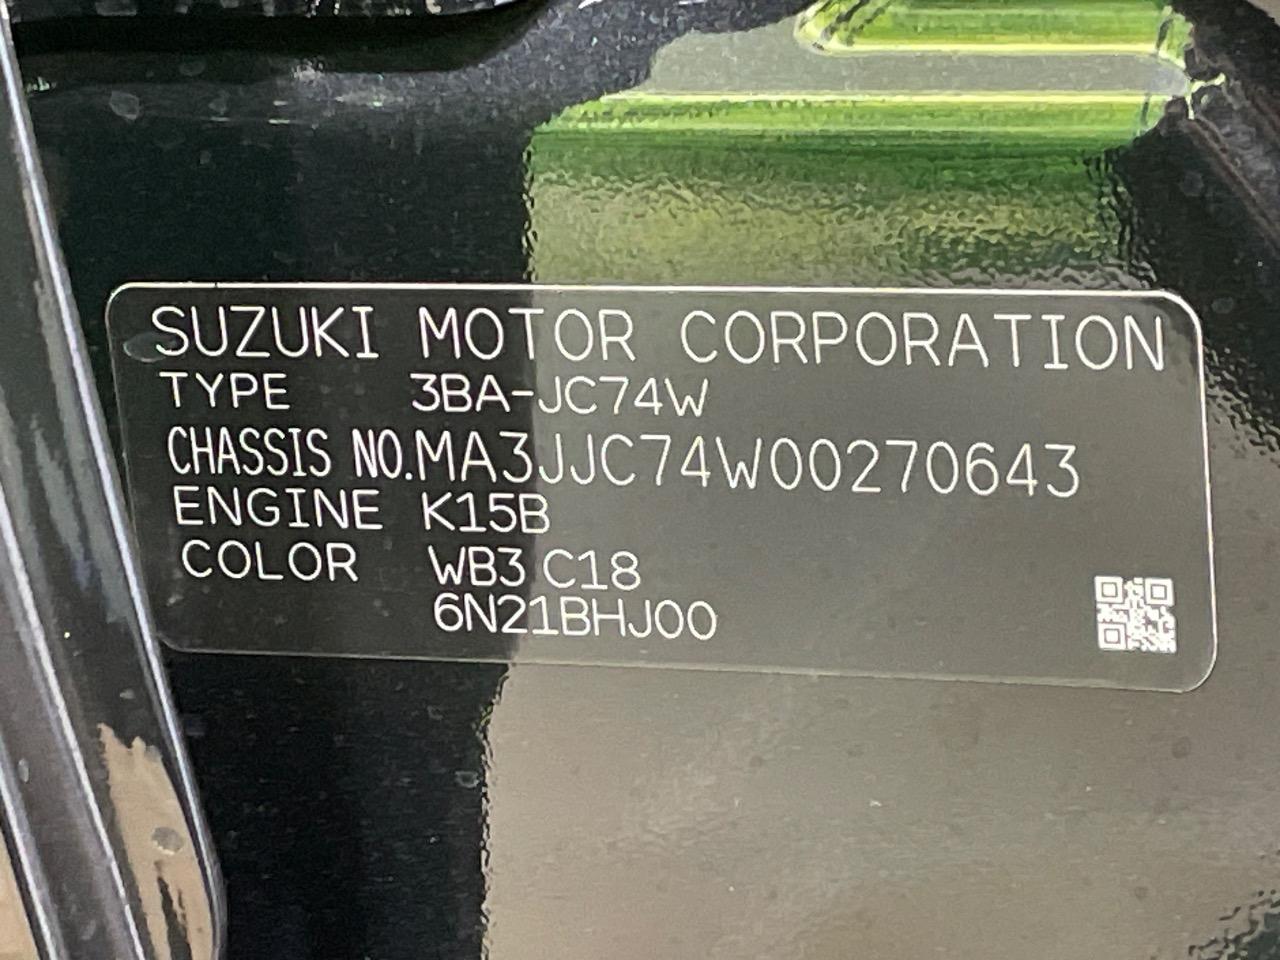 SUZUKI MOTOR CORPORATION
TYPE 3BA-JC74W
CHASSIS NO.MA3JJC74W00270643
ENGINE K15B
COLOR WB3 C18
6N21BHJ00